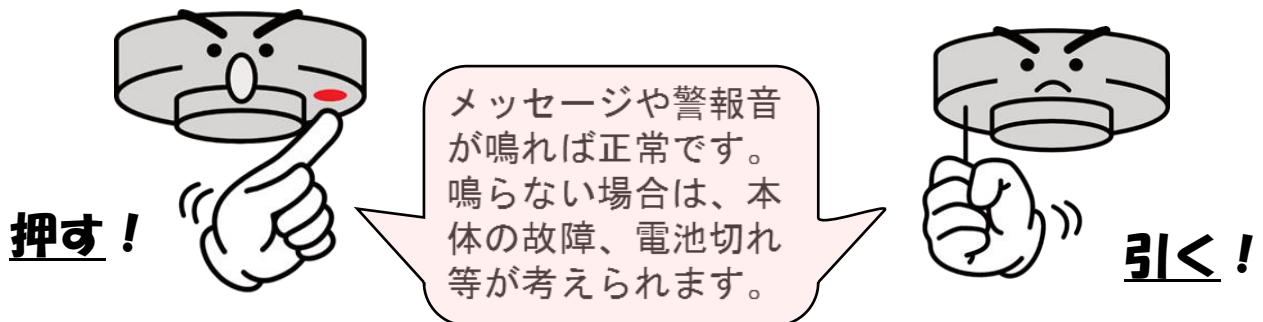 メッセージや警報音
が鳴れば正常です。
鳴らない場合は、本
体の故障、電池切れ
等が考えられます。
押す！
引く！